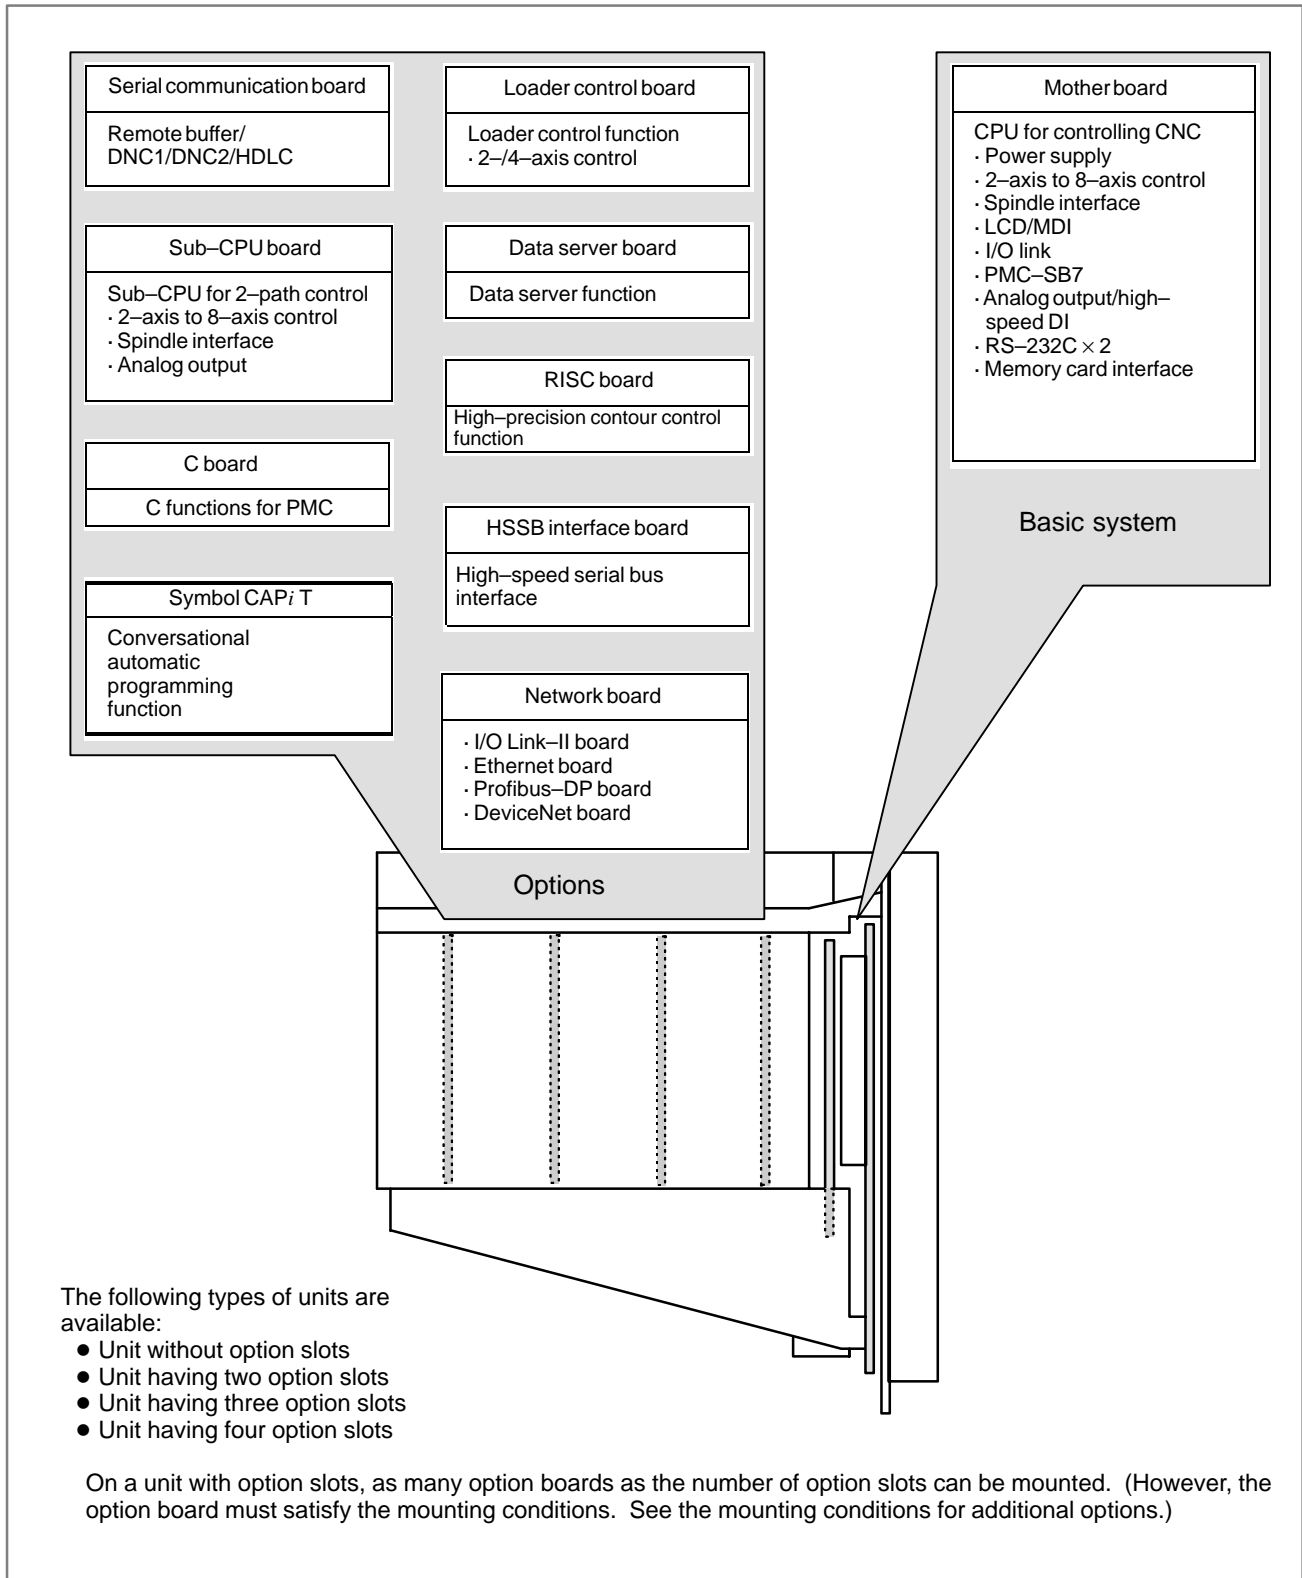 Serial communication board
Remote buffer/
DNC1/DNC2/HDLC
Sub–CPU board
Sub–CPU for 2–path control
· 2–axis to 8–axis control
· Spindle interface
· Analog output
C board
C functions for PMC
Symbol CAPi T
Conversational
automatic
programming
function
Loader control board
Loader control function
· 2–/4–axis control
Data server board
Data server function
RISC board
High–precision contour control
function
HSSB interface board
High–speed serial bus
interface
Network board
· I/O Link–II board
· Ethernet board
· Profibus–DP board
· DeviceNet board
Options
Mother board
CPU for controlling CNC
· Power supply
· 2–axis to 8–axis control
· Spindle interface
· LCD/MDI
· I/O link
· PMC–SB7
· Analog output/high–
speed DI
· RS–232C × 2
· Memory card interface
Basic system
The following types of units are
available:
● Unit without option slots
● Unit having two option slots
● Unit having three option slots
● Unit having four option slots
On a unit with option slots, as many option boards as the number of option slots can be mounted. (However, the
option board must satisfy the mounting conditions. See the mounting conditions for additional options.)